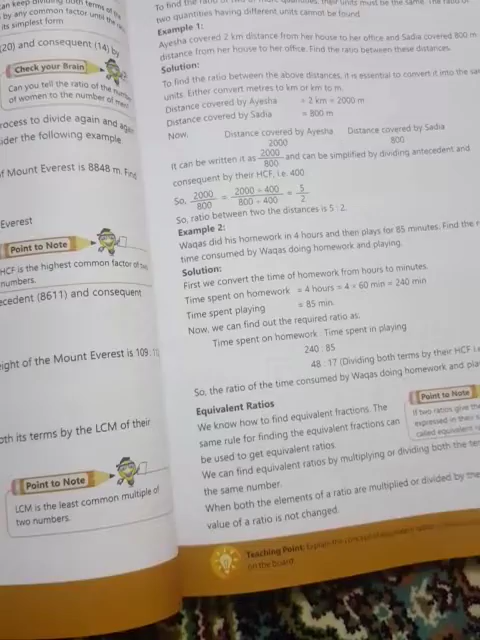 can keep dividing both terms of the
by any common factor until the
its simplest form
(20) and consequent (14) by
Check your Brain
Can you tell the ratio of the number
of women to the number of men?
process to divide again and again
der the following example
of Mount Everest is 8848 m. Find
Everest
Point to Note
HCF is the highest common factor of two
numbers.
ecedent (8611) and consequent
eight of the Mount Everest is 109 :
oth its terms by the LCM of their
Point to Note
LCM is the least common multiple of
two numbers.
To find the ratio of two or more quantities, their units must be the same. The ratio of
two quantities having different units cannot be found.
Example 1:
Ayesha covered 2 km distance from her house to her office and Sadia covered 800 m
distance from her house to her office. Find the ratio between these distances.
Solution:
To find the ratio between the above distances, it is essential to convert it into the sa
units. Either convert metres to km or km to m.
Distance covered by Ayesha = 2 km = 2000 m
Distance covered by Sadia = 800 m
Now, Distance covered by Ayesha Distance covered by Sadia
2000 800
It can be written as 2000/800 and can be simplified by dividing antecedent and
consequent by their HCF, i.e. 400.
So, 2000/800 = 2000 ÷ 400/800 ÷ 400 = 5/2
So, ratio between two the distances is 5 : 2.
Example 2:
Waqas did his homework in 4 hours and then plays for 85 minutes. Find the r
time consumed by Waqas doing homework and playing.
Solution:
First we convert the time of homework from hours to minutes.
Time spent on homework = 4 hours = 4 × 60 min = 240 min
Time spent playing = 85 min
Now, we can find out the required ratio as:
Time spent on homework : Time spent in playing
240 : 85
48 : 17 (Dividing both terms by their HCF i.e
So, the ratio of the time consumed by Waqas doing homework and pla
Equivalent Ratios
We know how to find equivalent fractions. The
same rule for finding the equivalent fractions can
be used to get equivalent ratios.
Point to Note
If two ratios give the
expressed in their s
called equivalent r
We can find equivalent ratios by multiplying or dividing both the ter
the same number.
When both the elements of a ratio are multiplied or divided by the
value of a ratio is not changed.
Teaching Point: Explain the concept of equivalent ratios
on the board.